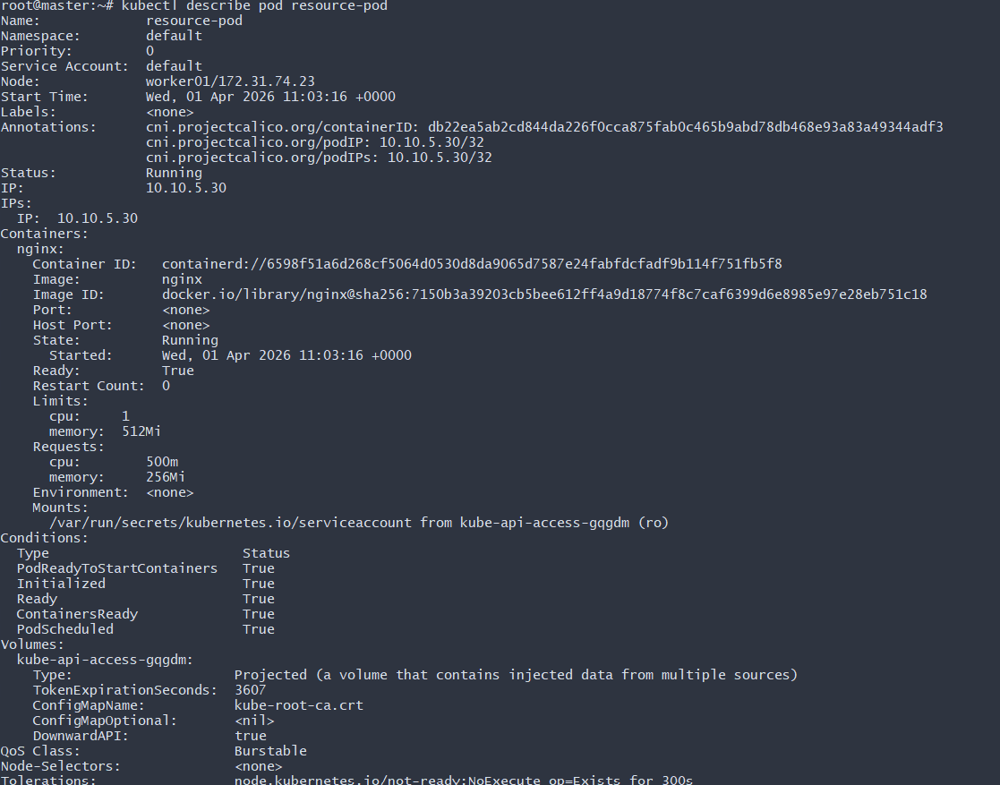 root@master:~# kubectl describe pod resource-pod
Name:             resource-pod
Namespace:        default
Priority:         0
Service Account:  default
Node:             worker01/172.31.74.23
Start Time:       Wed, 01 Apr 2026 11:03:16 +0000
Labels:           <none>
Annotations:      cni.projectcalico.org/containerID: db22ea5ab2cd844da226f0cca875fab0c465b9abd78db468e93a83a49344adf3
                  cni.projectcalico.org/podIP: 10.10.5.30/32
                  cni.projectcalico.org/podIPs: 10.10.5.30/32
Status:           Running
IP:               10.10.5.30
IPs:
  IP:  10.10.5.30
Containers:
  nginx:
    Container ID:   containerd://6598f51a6d268cf5064d0530d8da9065d7587e24fabfdcfadf9b114f751fb5f8
    Image:          nginx
    Image ID:       docker.io/library/nginx@sha256:7150b3a39203cb5bee612ff4a9d18774f8c7caf6399d6e8985e97e28eb751c18
    Port:           <none>
    Host Port:      <none>
    State:          Running
      Started:      Wed, 01 Apr 2026 11:03:16 +0000
    Ready:          True
    Restart Count:  0
    Limits:
      cpu:     1
      memory:  512Mi
    Requests:
      cpu:        500m
      memory:     256Mi
    Environment:  <none>
    Mounts:
      /var/run/secrets/kubernetes.io/serviceaccount from kube-api-access-gqgdm (ro)
Conditions:
  Type                        Status
  PodReadyToStartContainers   True
  Initialized                 True
  Ready                       True
  ContainersReady             True
  PodScheduled                True
Volumes:
  kube-api-access-gqgdm:
    Type:                    Projected (a volume that contains injected data from multiple sources)
    TokenExpirationSeconds:  3607
    ConfigMapName:           kube-root-ca.crt
    ConfigMapOptional:       <nil>
    DownwardAPI:             true
QoS Class:                   Burstable
Node-Selectors:              <none>
Tolerations:                 node.kubernetes.io/not-ready:NoExecute op=Exists for 300s